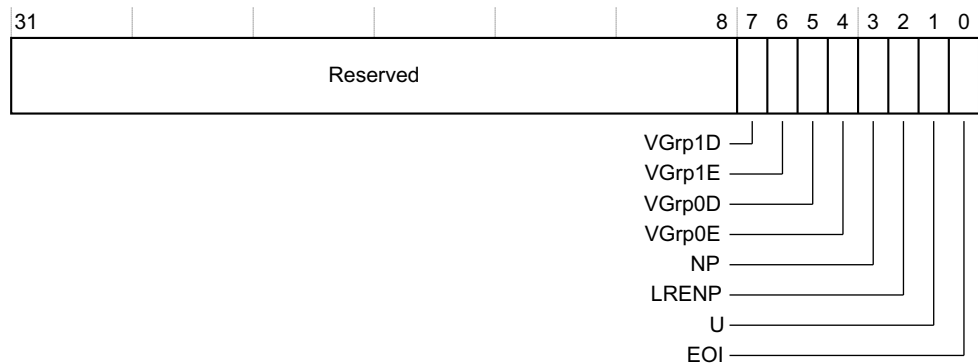 31 8 7 6 5 4 3 2 1 0
Reserved
VGrp1D
VGrp1E
VGrp0D
VGrp0E
NP
LRENP
U
EOI